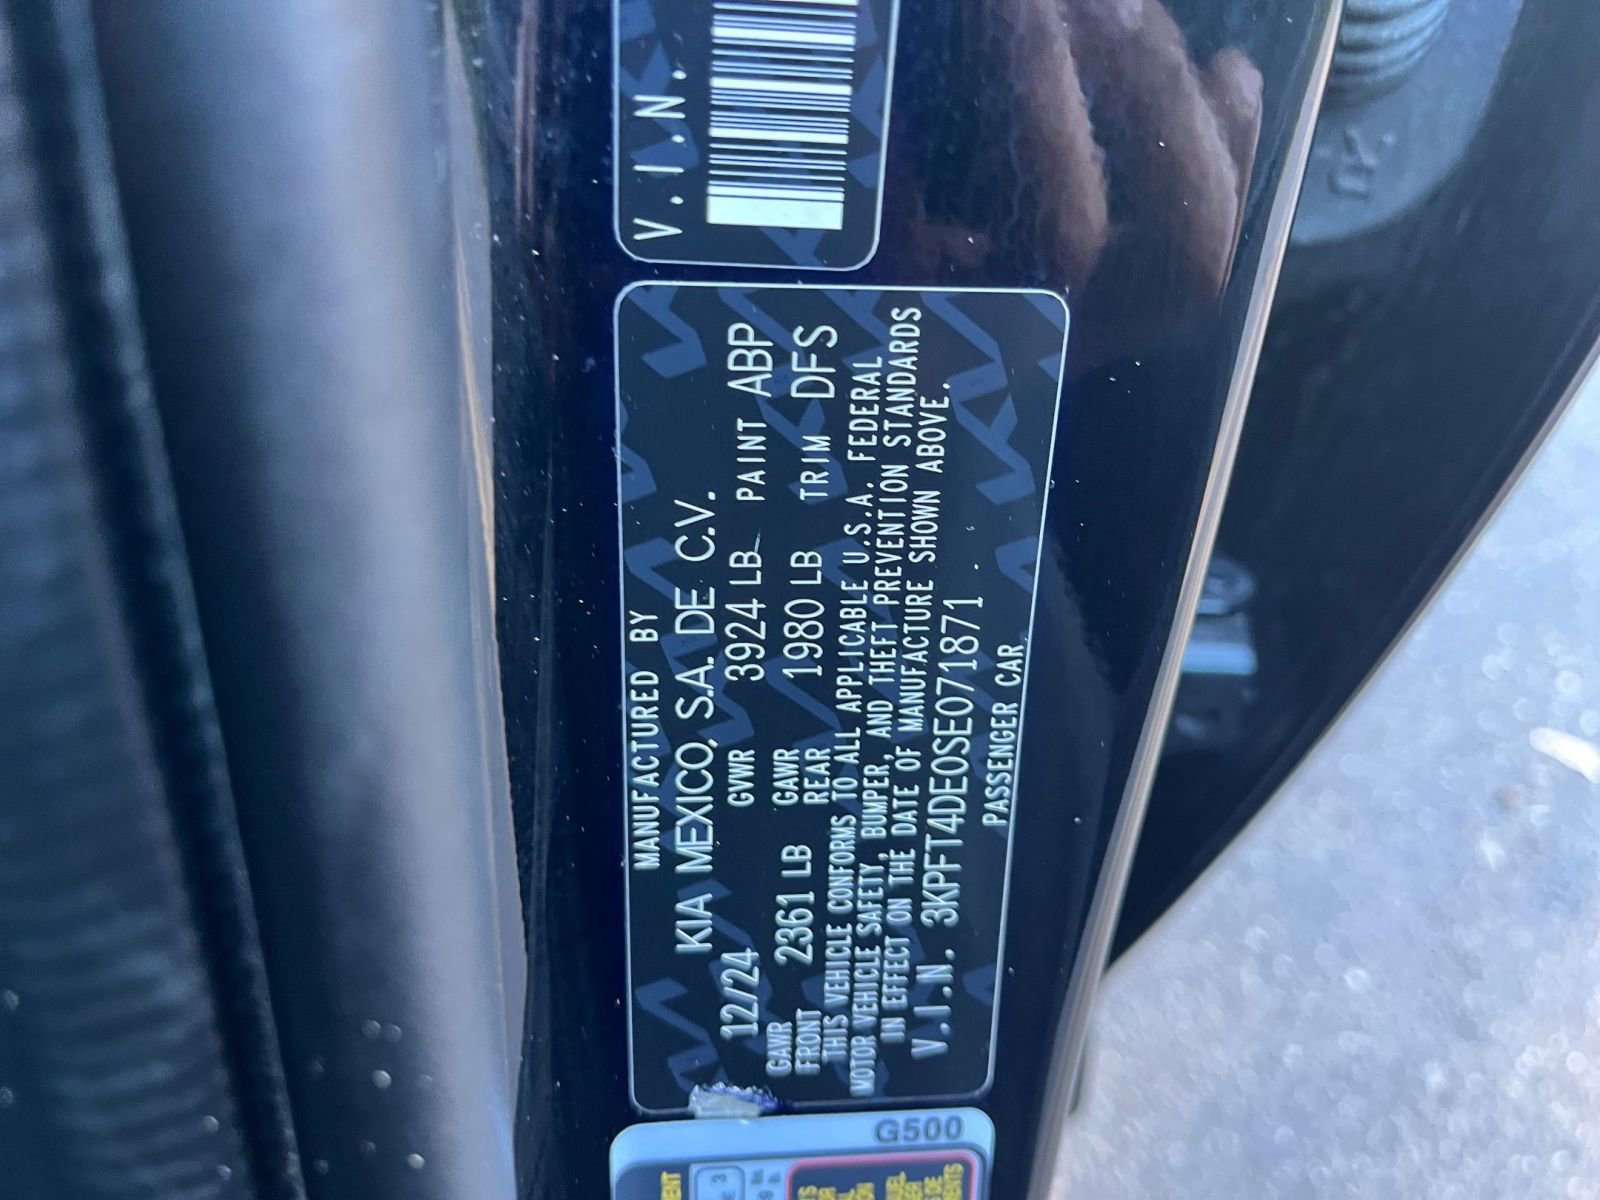 V.I.N.
MANUFACTURED BY
KIA MEXICO, S.A. DE C.V.
12/24 GVWR 3924 LB PAINT ABP
GAWR FRONT 2361 LB GAWR REAR 1980 LB TRIM DFS
THIS VEHICLE CONFORMS TO ALL APPLICABLE U.S.A. FEDERAL
MOTOR VEHICLE SAFETY, BUMPER, AND THEFT PREVENTION STANDARDS
IN EFFECT ON THE DATE OF MANUFACTURE SHOWN ABOVE.
V.I.N. 3KPFT4DE0SE071871 .
PASSENGER CAR
G500